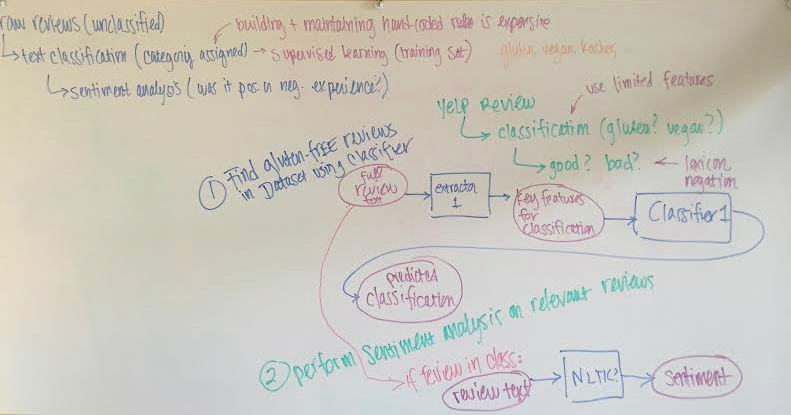 raw reviews (unclassified)
building + maintaining hand-coded rules is expensive
↳ text classification (category assigned) → supervised learning (training set)
gluten, vegan, kosher,
↳ sentiment analysis (was it pos. or neg. experience?)
use limited features
Yelp Review
↳ classification (gluten? vegan?)
↳ good? bad? ← lexicon
negation
① Find gluten-FREE reviews
in Dataset using Classifier
full
review
text
extractor
1
key features
for
classification
Classifier 1
predicted
classification
② perform Sentiment analysis on relevant reviews
If review in class:
review text
NLTK?
sentiment